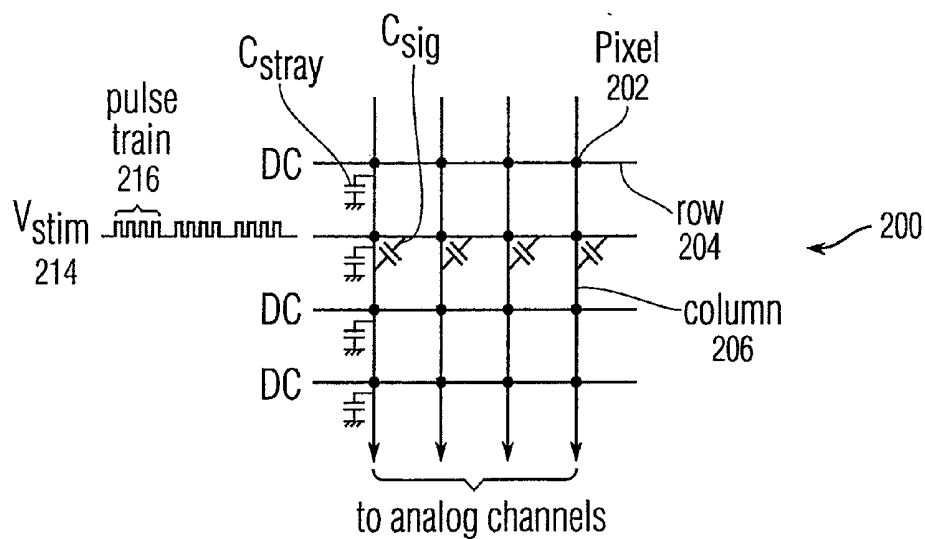 Cstray
Csig
Pixel
202
pulse
train
216
DC
Vstim
214
row
204
200
DC
column
206
DC
to analog channels